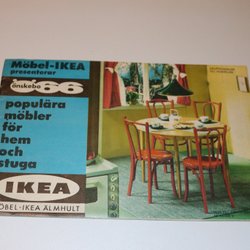 Möbel-IKEA
presenterar
önskebo 66
populära
möbler
för
hem
och
stuga
IKEA
MÖBEL-IKEA ÄLMHULT